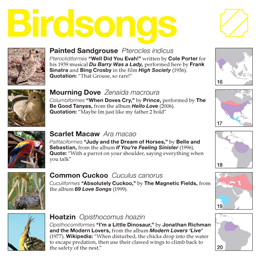 Birdsongs
Painted Sandgrouse Pterocles indicus
Pterocliformes "Well Did You Evah!" written by Cole Porter for
his 1939 musical Du Barry Was a Lady, performed here by Frank
Sinatra and Bing Crosby in the film High Society (1956).
Quotation: "That Grouse, so rare!"
16
Mourning Dove Zenaida macroura
Columbiformes "When Doves Cry," by Prince, performed by The
Be Good Tanyas, from the album Hello Love (2006).
Quotation: "Maybe Im just like my father 2 bold"
17
Scarlet Macaw Ara macao
Psittaciformes "Judy and the Dream of Horses," by Belle and
Sebastian, from the album If You're Feeling Sinister (1996).
Quote: "With a parrot on your shoulder, saying everything when
you talk"
18
Common Cuckoo Cuculus canorus
Cuculiformes "Absolutely Cuckoo," by The Magnetic Fields, from
the album 69 Love Songs (1999).
19
Hoatzin Opisthocomus hoazin
Opisthocomiformes "I'm a Little Dinosaur," by Jonathan Richman
and the Modern Lovers, from the album Modern Lovers 'Live'
(1977). Wikipedia: "When disturbed, the chicks drop into the water
to escape predation, then use their clawed wings to climb back to
the safety of the nest."
20